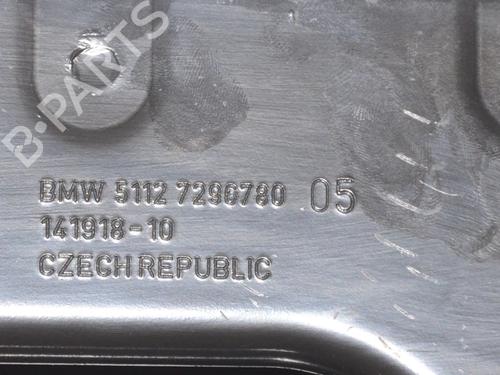 B-PARTS
BMW 5112 7296780 05
141918-10
CZECH REPUBLIC